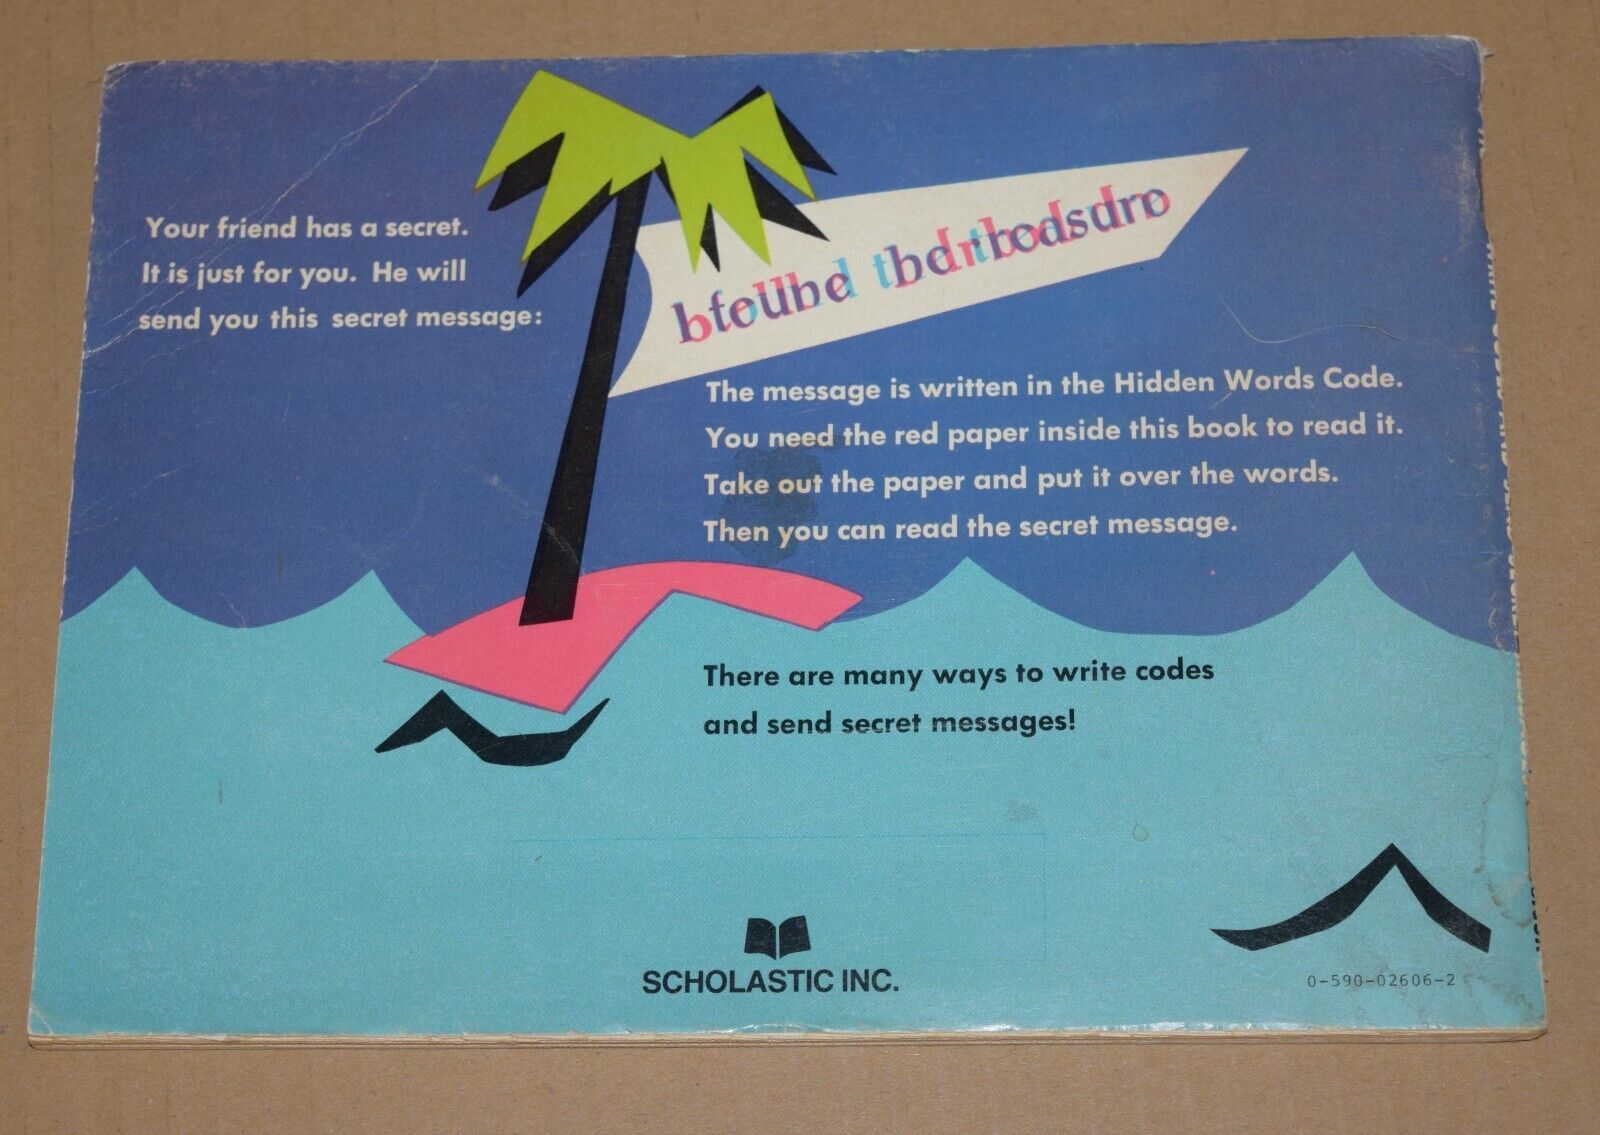 Your friend has a secret.
It is just for you. He will
send you this secret message:
The message is written in the Hidden Words Code.
You need the red paper inside this book to read it.
Take out the paper and put it over the words.
Then you can read the secret message.
There are many ways to write codes
and send secret messages!
SCHOLASTIC INC.
0-590-02606-2